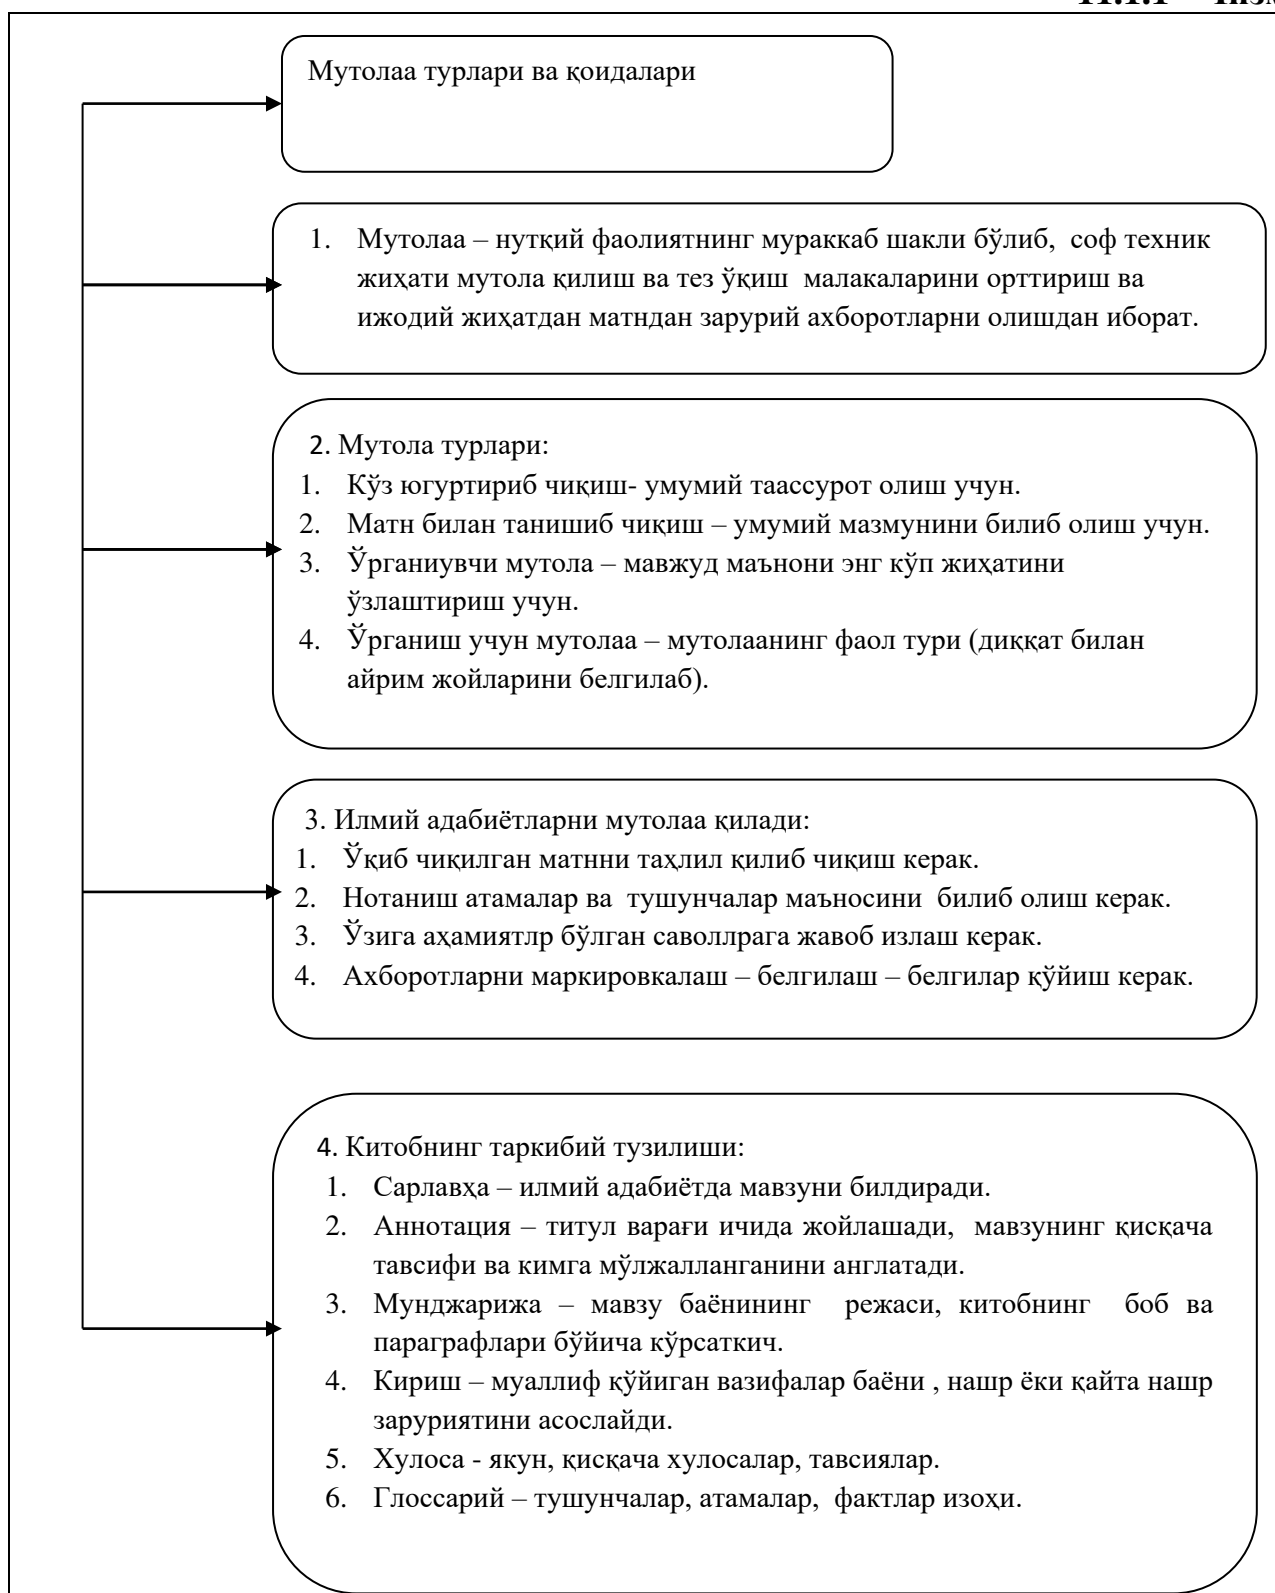 Мутолаа турлари ва қоидалари
1. Мутолаа – нутқий фаолиятнинг мураккаб шакли бўлиб, соф техник
жиҳати мутола қилиш ва тез ўқиш малакаларини орттириш ва
ижодий жиҳатдан матндан зарурий ахборотларни олишдан иборат.
2. Мутола турлари:
1. Кўз югуртириб чиқиш- умумий таассурот олиш учун.
2. Матн билан танишиб чиқиш – умумий мазмунини билиб олиш учун.
3. Ўрганиувчи мутола – мавжуд маънони энг кўп жиҳатини
ўзлаштириш учун.
4. Ўрганиш учун мутолаа – мутолаанинг фаол тури (диққат билан
айрим жойларини белгилаб).
3. Илмий адабиётларни мутолаа қилади:
1. Ўқиб чиқилган матнни таҳлил қилиб чиқиш керак.
2. Нотаниш атамалар ва тушунчалар маъносини билиб олиш керак.
3. Ўзига аҳамиятлр бўлган саволлрага жавоб излаш керак.
4. Ахборотларни маркировкалаш – белгилаш – белгилар қўйиш керак.
4. Китобнинг таркибий тузилиши:
1. Сарлавҳа – илмий адабиётда мавзуни билдиради.
2. Аннотация – титул варағи ичида жойлашади, мавзунинг қисқача
тавсифи ва кимга мўлжалланганини англатади.
3. Мунджарижа – мавзу баёнининг режаси, китобнинг боб ва
параграфлари бўйича кўрсаткич.
4. Кириш – муаллиф қўйиган вазифалар баёни , нашр ёки қайта нашр
заруриятини асослайди.
5. Хулоса - якун, қисқача хулосалар, тавсиялар.
6. Глоссарий – тушунчалар, атамалар, фактлар изоҳи.